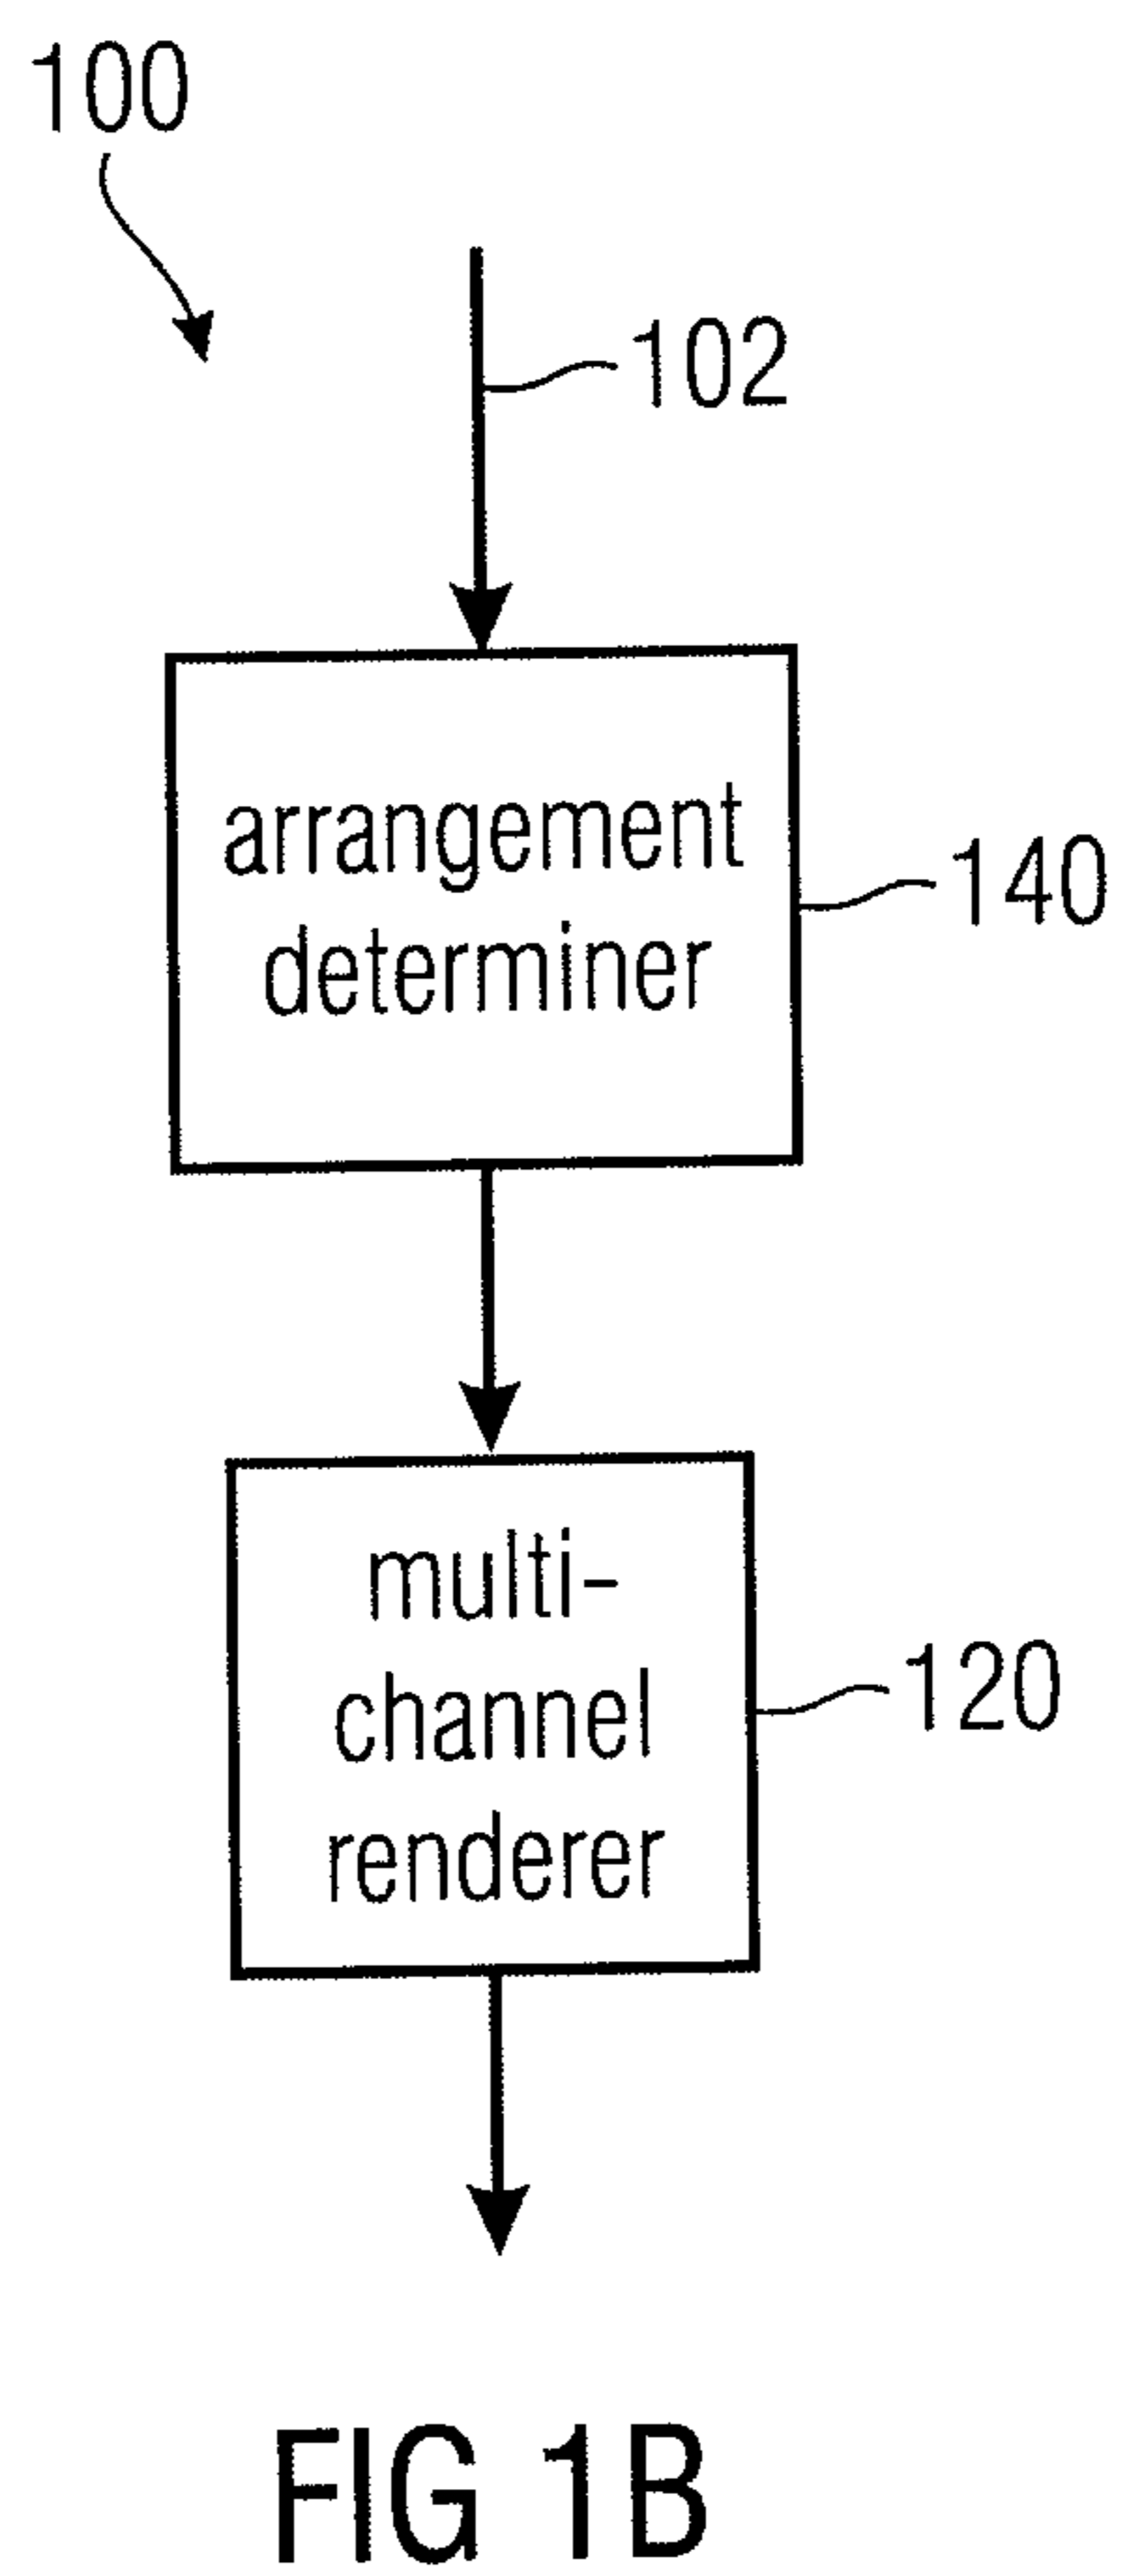 100
102
arrangement
determiner
140
multi-
channel
renderer
120
FIG 1B